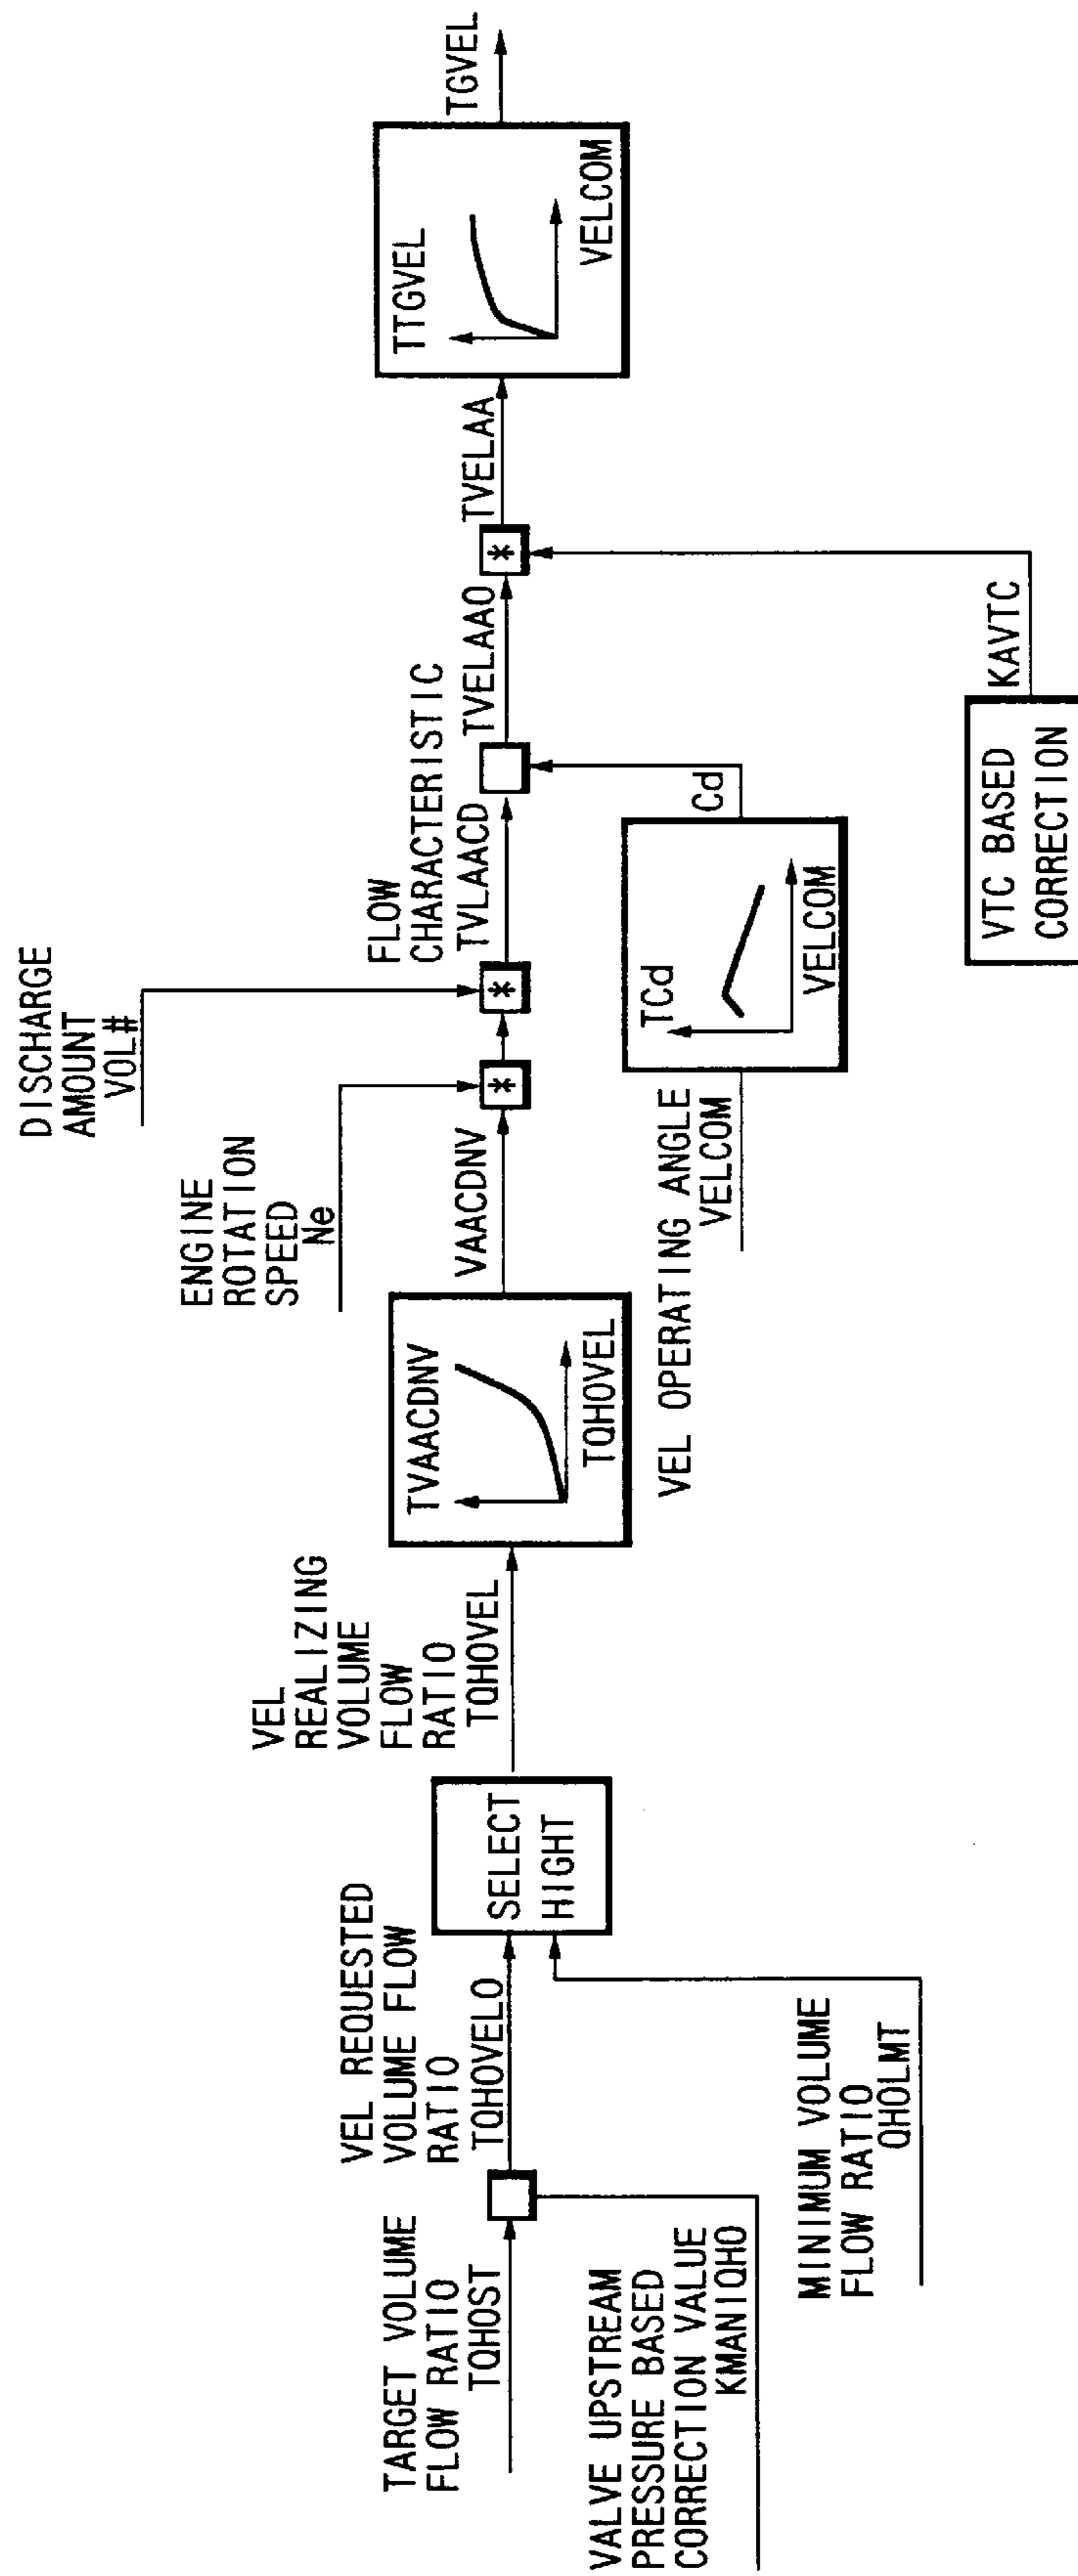 TARGET VOLUME
FLOW RATIO
TQHOST
VALVE UPSTREAM
PRESSURE BASED
CORRECTION VALUE
KMANIQHO
VEL REQUESTED
VOLUME FLOW
RATIO
TQHOVELO
MINIMUM VOLUME
FLOW RATIO
QHOLMT
SELECT
HIGHT
VEL
REALIZING
VOLUME
FLOW
RATIO
TQHOVEL
TVAACDNV
TQHOVEL
VAACDNV
ENGINE
ROTATION
SPEED
Ne
DISCHARGE
AMOUNT
VOL#
*
*
FLOW
CHARACTERISTIC
TVLAACD
VEL OPERATING ANGLE
VELCOM
TCd
VELCOM
Cd
TVELAAO
*
VTC BASED
CORRECTION
KAVTC
TVELAA
TTGVEL
VELCOM
TGVEL